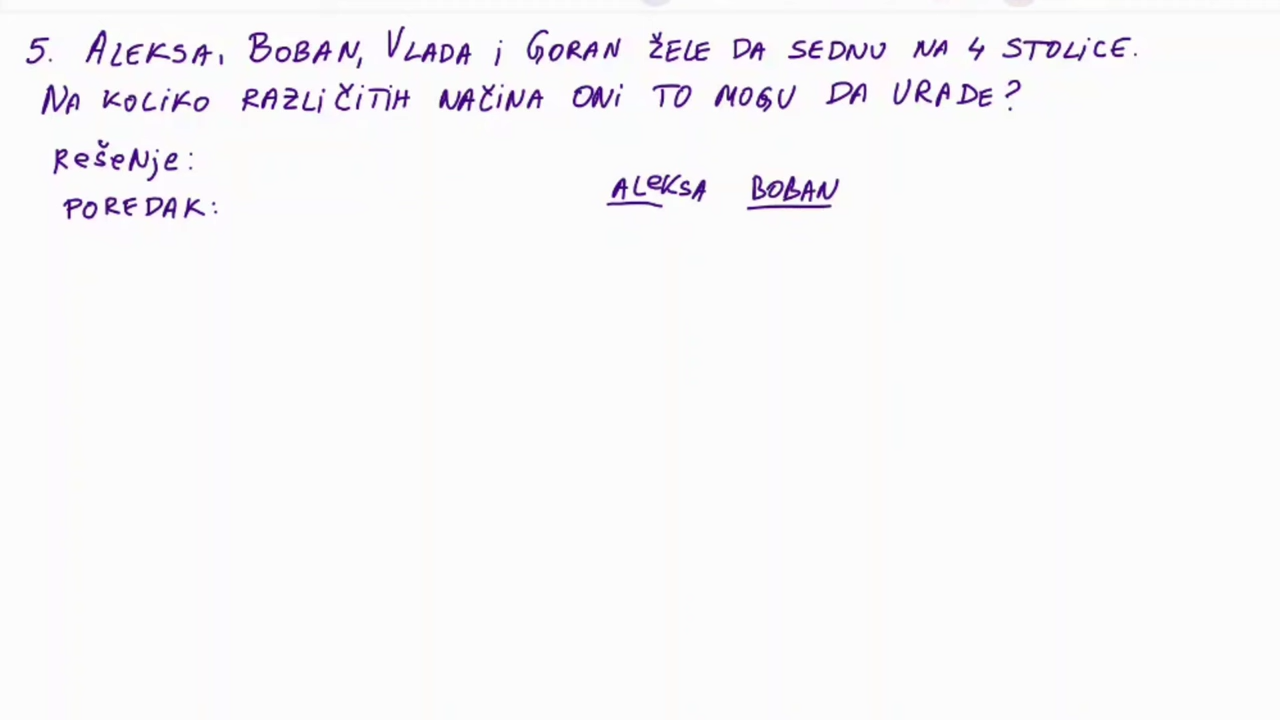 5. ALEKSA, BOBAN, VLADA i GORAN ŽELE DA SEDNU NA 4 STOLICE.
NA KOLIKO RAZLIČITIH NAČINA ONI TO MOGU DA URADE?
REŠENJE:
ALEKSA BOBAN
POREDAK: